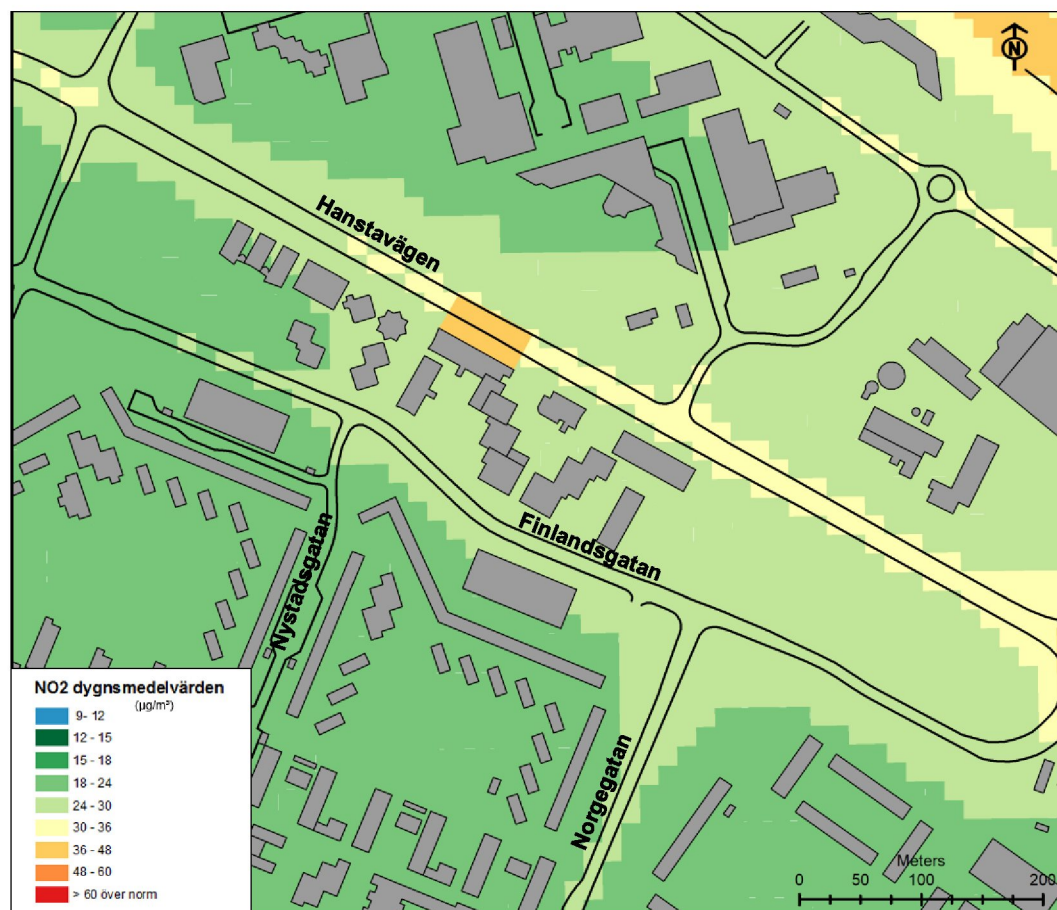 N
Hanstavägen
Finlandsgatan
Nystadsgatan
Norgegatan
NO2 dygnsmedelvärden
(µg/m³)
9- 12
12 - 15
15 - 18
18 - 24
24 - 30
30 - 36
36 - 48
48 - 60
> 60 över norm
Meters
0 50 100 200